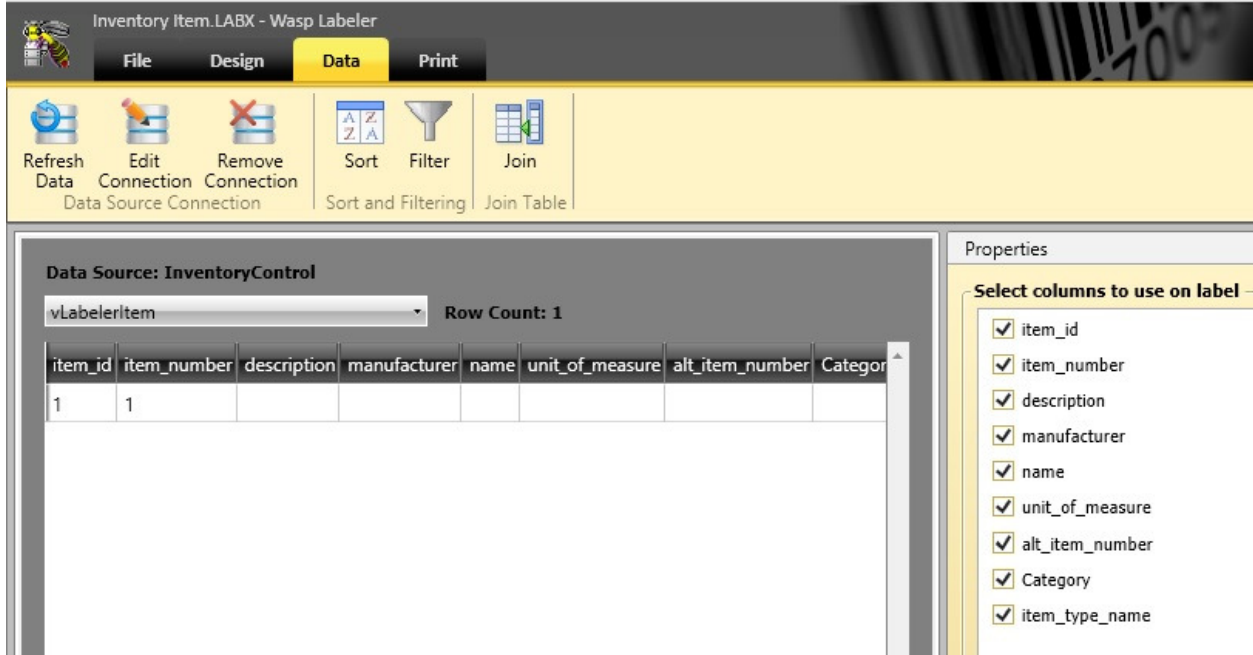 Inventory Item.LABX - Wasp Labeler
File Design Data Print
Refresh Data Edit Connection Remove Connection Sort Filter Join
Data Source Connection Sort and Filtering Join Table
Properties
Data Source: InventoryControl
Select columns to use on label
vLabelerItem Row Count: 1
item_id item_number description manufacturer name unit_of_measure alt_item_number Categor
1 1
item_id
item_number
description
manufacturer
name
unit_of_measure
alt_item_number
Category
item_type_name